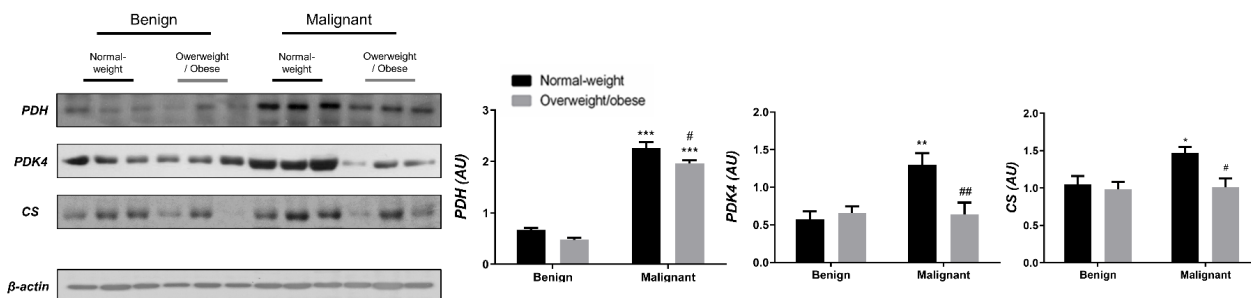 Benign
Malignant
Normal-
weight
Owerweight
/ Obese
Normal-
weight
Owerweight
/ Obese
PDH
PDK4
CS
β-actin
Normal-weight
Overweight/obese
PDH (AU)
3
2
1
0
***
#
***
Benign
Malignant
PDK4 (AU)
2.0
1.5
1.0
0.5
0.0
**
##
Benign
Malignant
CS (AU)
2.0
1.5
1.0
0.5
0.0
*
#
Benign
Malignant